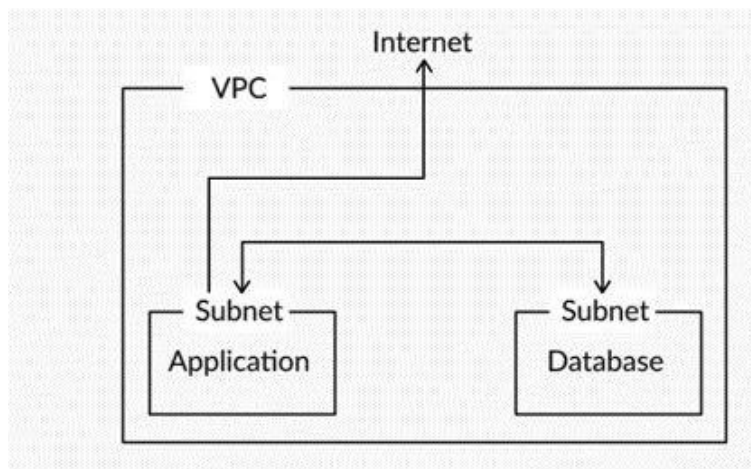 Internet
VPC
Subnet
Application
Subnet
Database